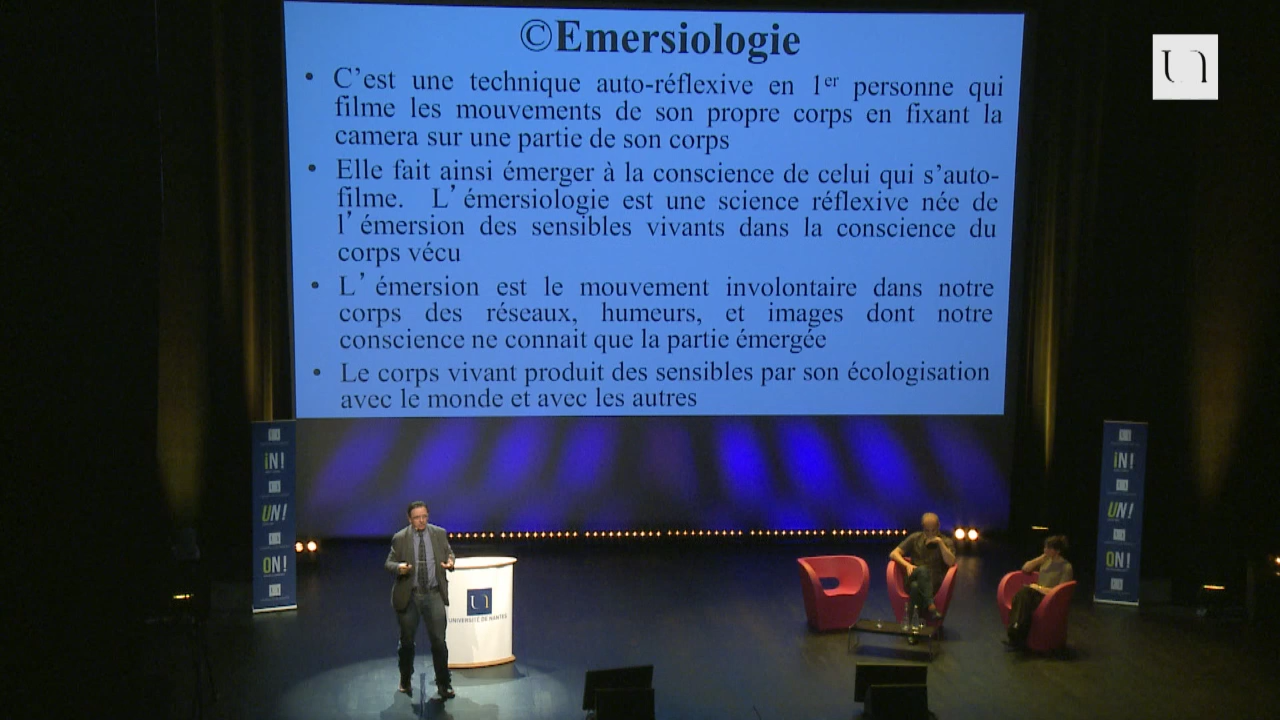 ©Emersiologie
• C'est une technique auto-réflexive en 1er personne qui
filme les mouvements de son propre corps en fixant la
camera sur une partie de son corps
• Elle fait ainsi émerger à la conscience de celui qui s'auto-
filme. L'émersiologie est une science réflexive née de
l'émersion des sensibles vivants dans la conscience du
corps vécu
• L'émersion est le mouvement involontaire dans notre
corps des réseaux, humeurs, et images dont notre
conscience ne connait que la partie émergée
• Le corps vivant produit des sensibles par son écologisation
avec le monde et avec les autres
iN!
UN!
ON!
UNIVERSITÉ DE NANTES
iN!
UN!
ON!